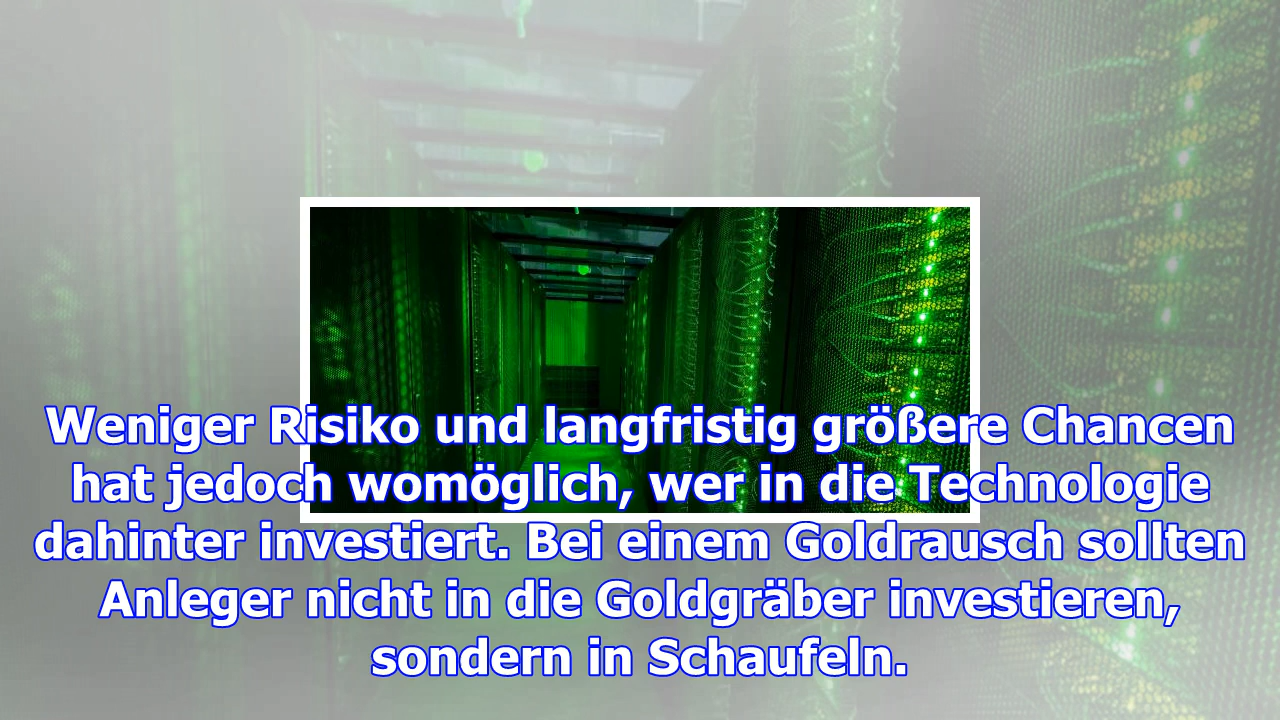 Weniger Risiko und langfristig größere Chancen
hat jedoch womöglich, wer in die Technologie
dahinter investiert. Bei einem Goldrausch sollten
Anleger nicht in die Goldgräber investieren,
sondern in Schaufeln.